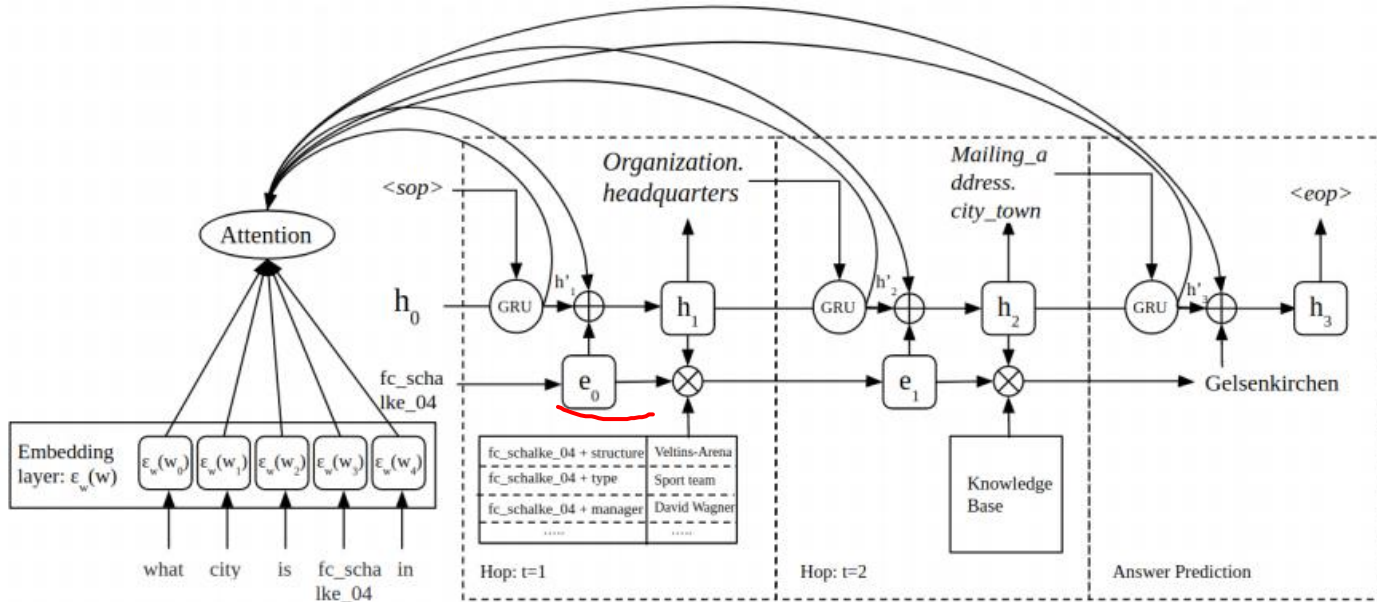 Organization.
headquarters
Mailing_a
ddress.
city_town
<sop>
<eop>
Attention
h0
GRU
h'1
h1
GRU
h'2
h2
GRU
h'3
h3
fc_scha
lke_04
e0
e1
Gelsenkirchen
Embedding
layer: εw(w)
εw(w0)
εw(w1)
εw(w2)
εw(w3)
εw(w4)
fc_schalke_04 + structure
Veltins-Arena
fc_schalke_04 + type
Sport team
fc_schalke_04 + manager
David Wagner
.....
.....
Knowledge
Base
what
city
is
fc_scha
lke_04
in
Hop: t=1
Hop: t=2
Answer Prediction